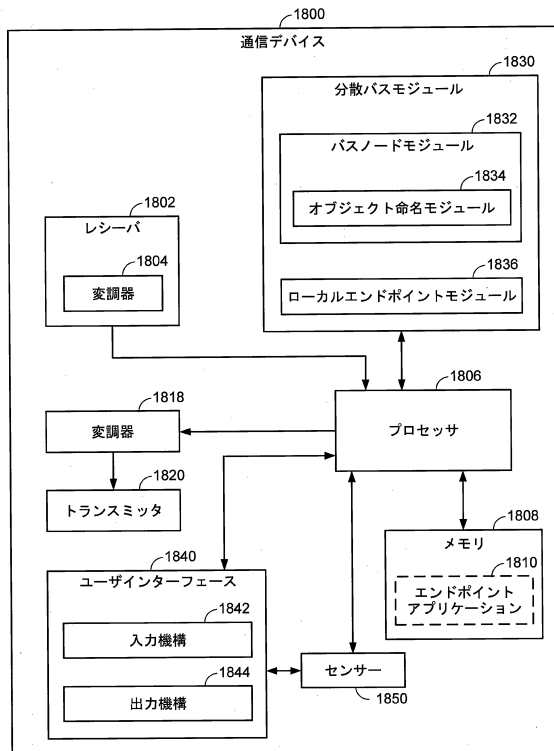 1800
通信デバイス
1830
分散バスモジュール
1832
バスノードモジュール
1834
オブジェクト命名モジュール
1836
ローカルエンドポイントモジュール
1802
レシーバ
1804
変調器
1806
プロセッサ
1818
変調器
1820
トランスミッタ
1808
メモリ
1810
エンドポイント
アプリケーション
1840
ユーザインターフェース
1842
入力機構
1844
出力機構
センサー
1850